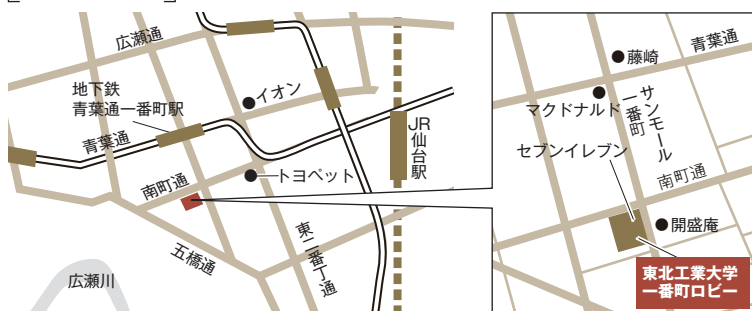 広瀬通
地下鉄
青葉通一番町駅
青葉通
イオン
JR
仙台駅
南町通
トヨペット
五橋通
東二番丁通
広瀬川
藤崎
青葉通
マクドナルド
サンモール
一番町
セブンイレブン
南町通
開盛庵
東北工業大学
一番町ロビー